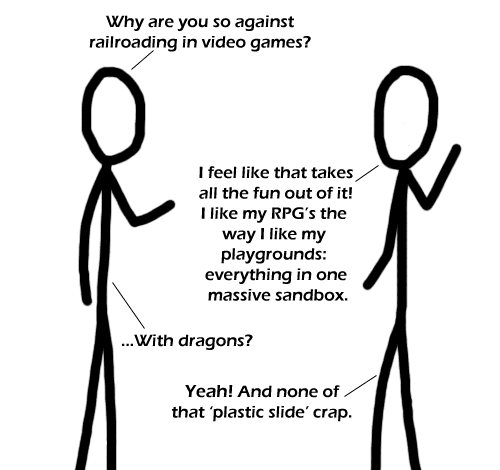 Why are you so against
railroading in video games?
I feel like that takes
all the fun out of it!
I like my RPG's the
way I like my
playgrounds:
everything in one
massive sandbox.
...With dragons?
Yeah! And none of
that 'plastic slide' crap.